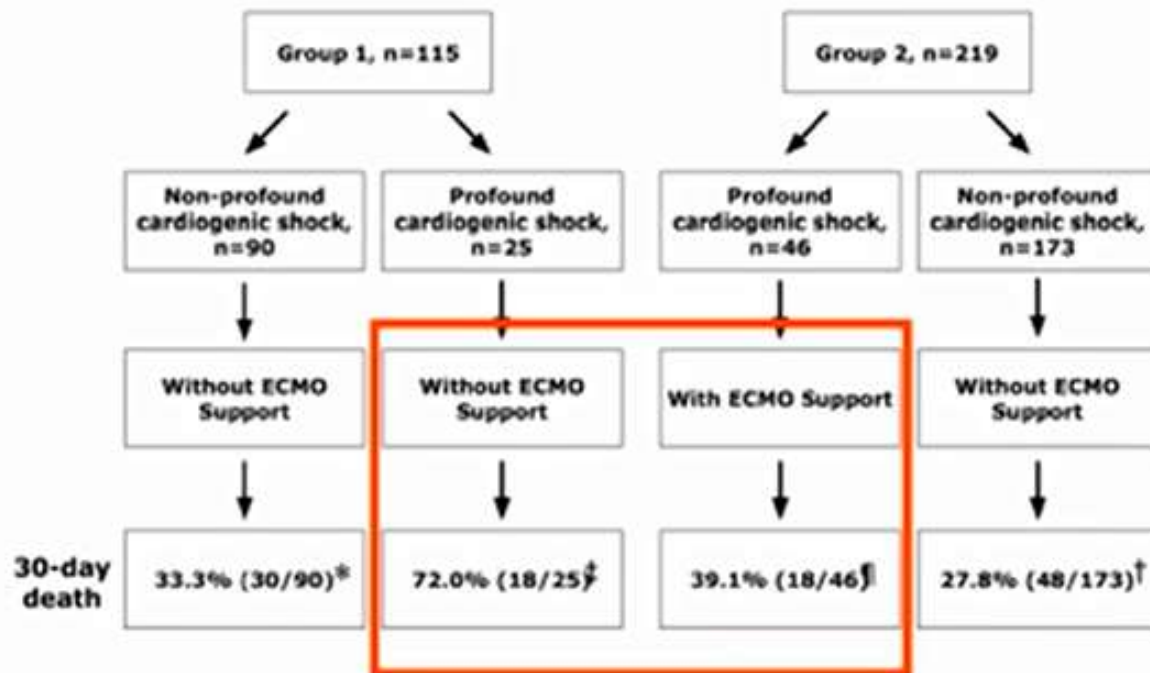 Group 1, n=115
Group 2, n=219
Non-profound
cardiogenic shock,
n=90
Profound
cardiogenic shock,
n=25
Profound
cardiogenic shock,
n=46
Non-profound
cardiogenic shock,
n=173
Without ECMO
Support
Without ECMO
Support
With ECMO Support
Without ECMO
Support
30-day
death
33.3% (30/90)*
72.0% (18/25)‡
39.1% (18/46)¶
27.8% (48/173)†